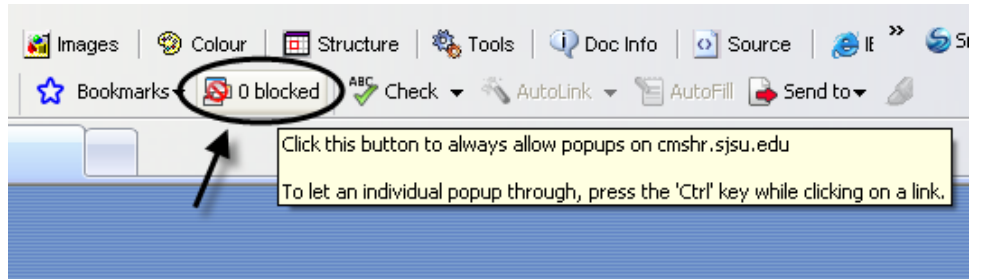 Images Colour Structure Tools Doc Info Source IE »
Bookmarks 0 blocked ABC Check AutoLink AutoFill Send to
Click this button to always allow popups on cmshr.sjsu.edu
To let an individual popup through, press the 'Ctrl' key while clicking on a link.